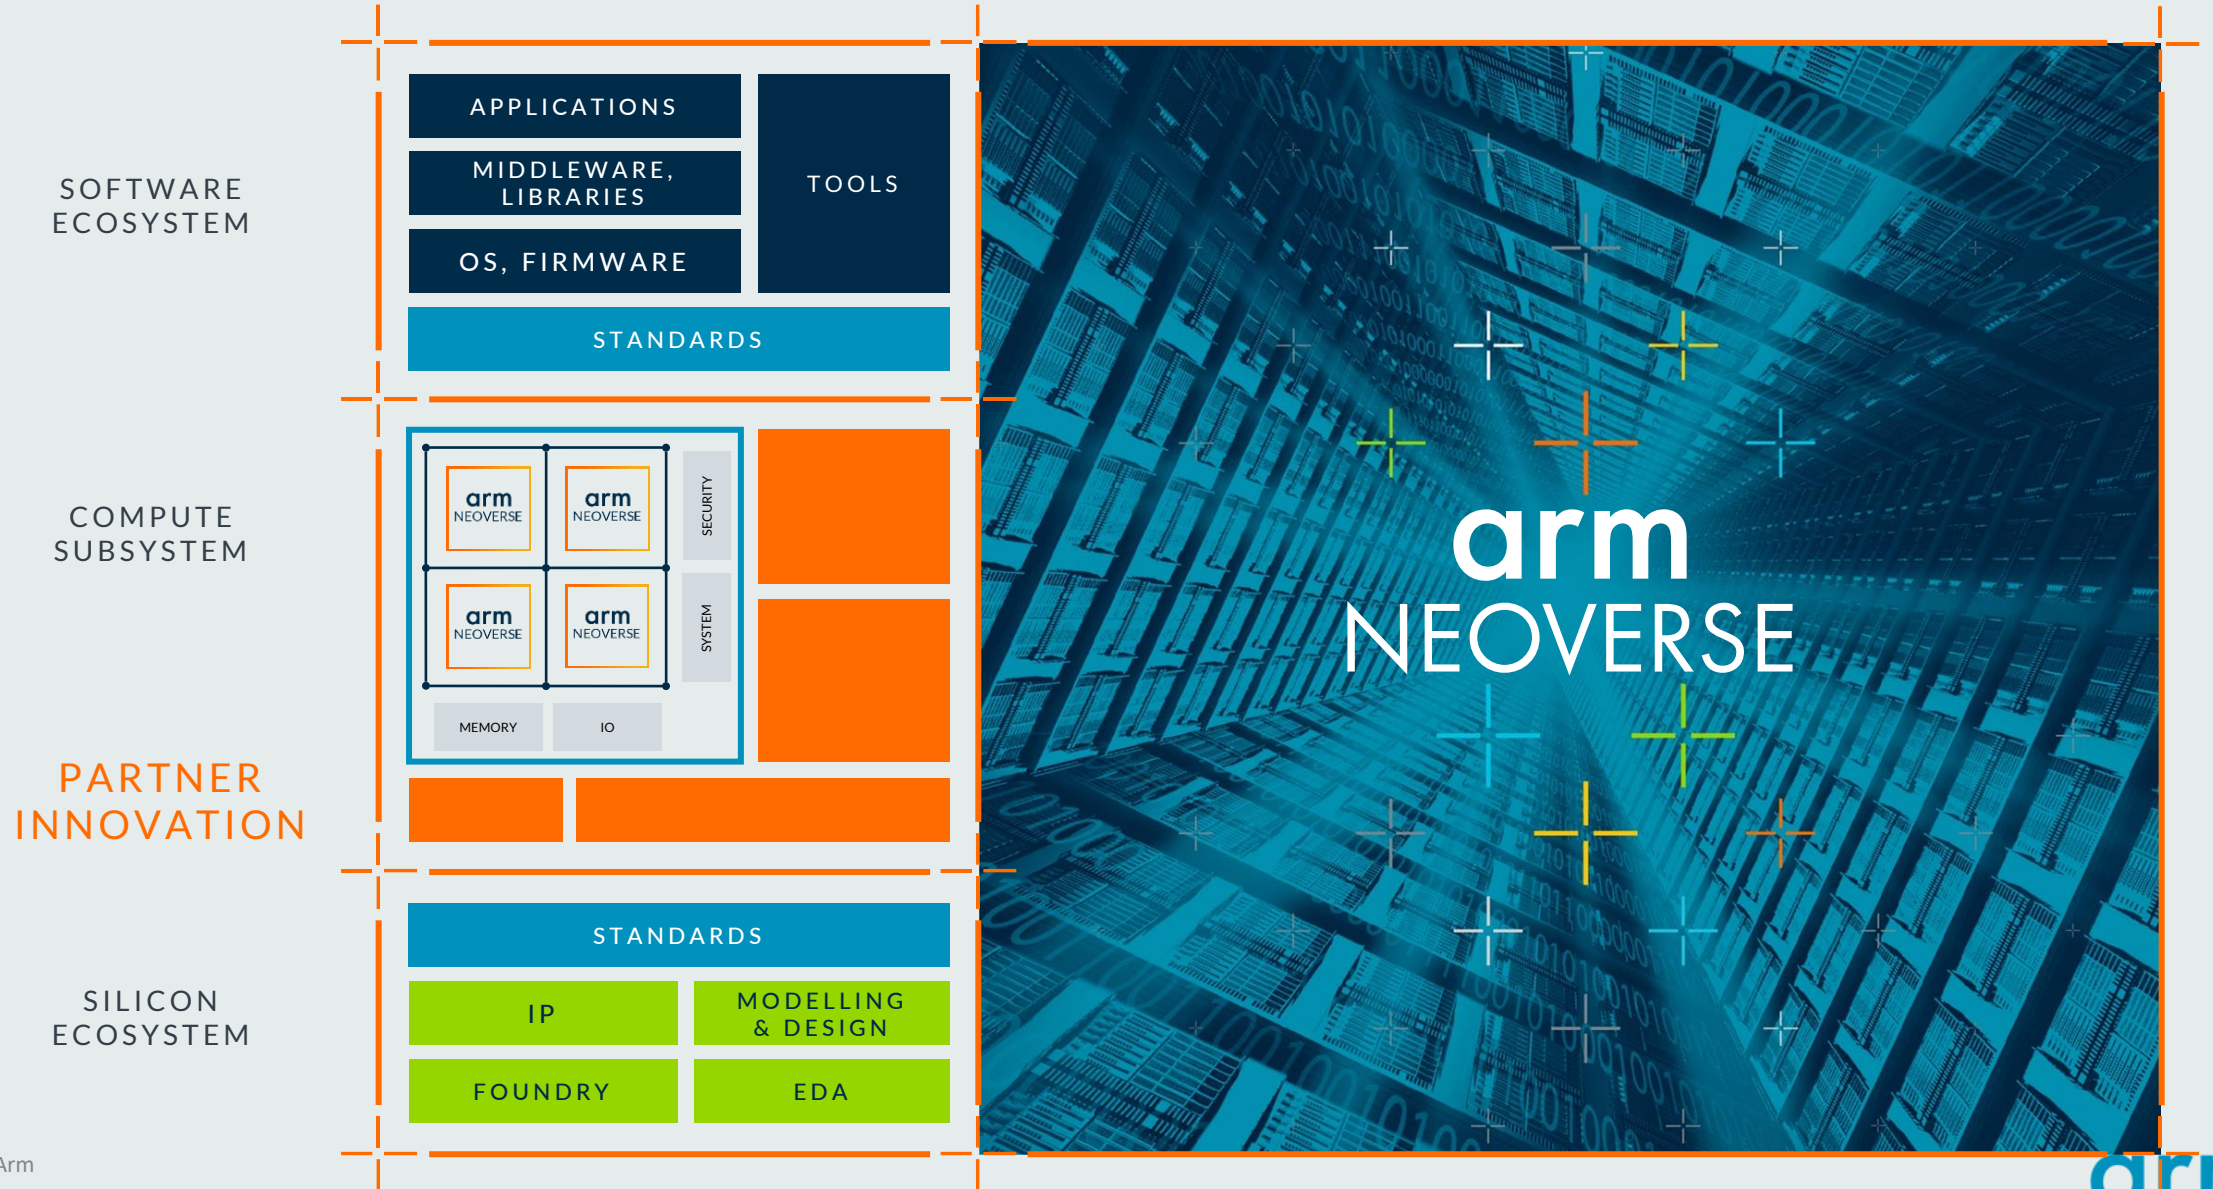 SOFTWARE
ECOSYSTEM
APPLICATIONS
MIDDLEWARE,
LIBRARIES
OS, FIRMWARE
TOOLS
STANDARDS
COMPUTE
SUBSYSTEM
arm
NEOVERSE
arm
NEOVERSE
arm
NEOVERSE
arm
NEOVERSE
SECURITY
SYSTEM
MEMORY
IO
PARTNER
INNOVATION
STANDARDS
SILICON
ECOSYSTEM
IP
MODELLING
& DESIGN
FOUNDRY
EDA
arm
NEOVERSE
Arm